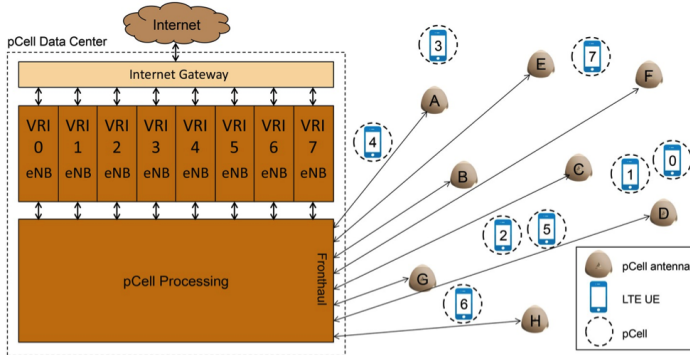 Internet
pCell Data Center
Internet Gateway
VRI VRI VRI VRI VRI VRI VRI VRI
0 1 2 3 4 5 6 7
eNB eNB eNB eNB eNB eNB eNB eNB
pCell Processing
Fronthaul
3
E
7
F
A
4
B
C
1
0
2
5
D
G
6
H
pCell antenna
LTE UE
pCell